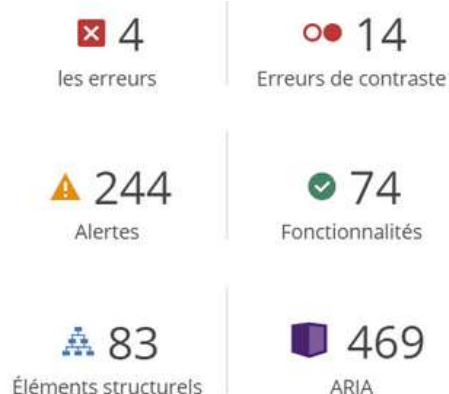 4
les erreurs
14
Erreurs de contraste
244
Alertes
74
Fonctionnalités
83
Éléments structurels
469
ARIA